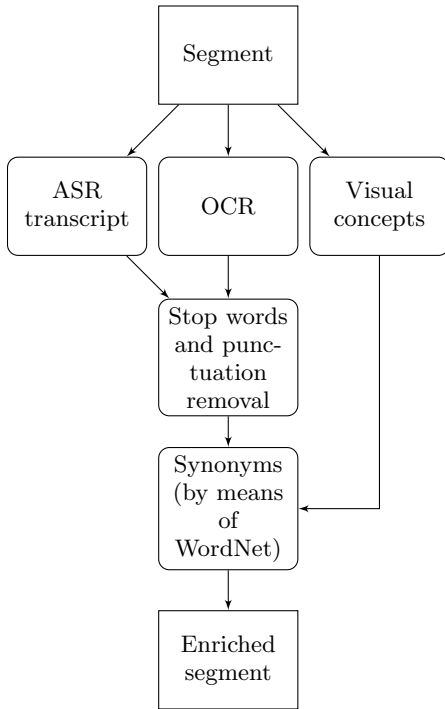 Segment
ASR
transcript
OCR
Visual
concepts
Stop words
and punc-
tuation
removal
Synonyms
(by means
of
WordNet)
Enriched
segment